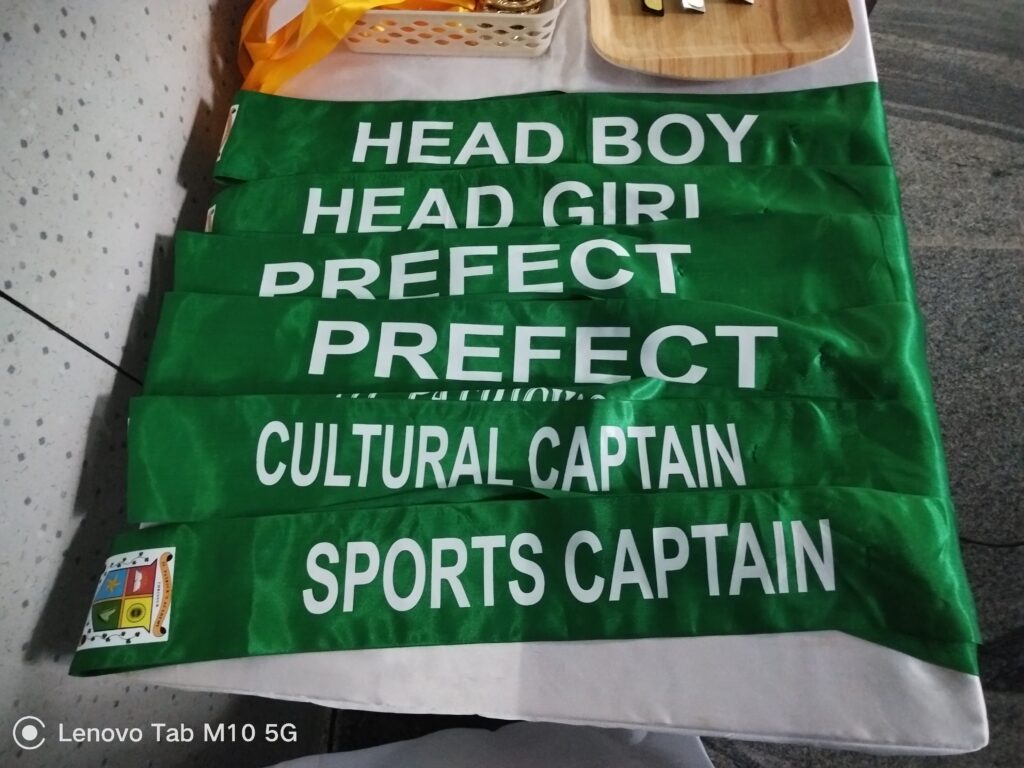 HEAD BOY
HEAD GIRL
PREFECT
PREFECT
CULTURAL CAPTAIN
SPORTS CAPTAIN
Lenovo Tab M10 5G